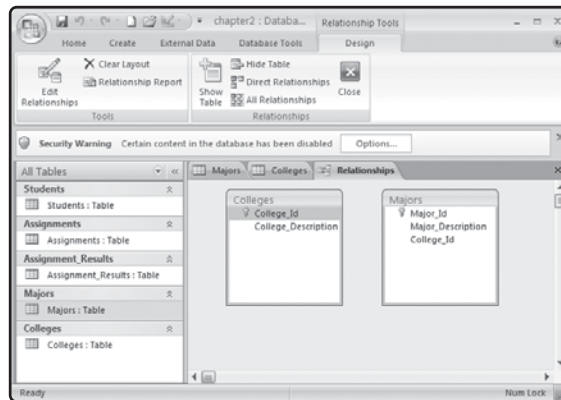 chapter2 : Databa...
Relationship Tools
Home Create External Data Database Tools Design
Edit Relationships
Clear Layout
Relationship Report
Tools
Show Table
Hide Table
Direct Relationships
All Relationships
Close
Relationships
Security Warning Certain content in the database has been disabled Options...
All Tables
Students
Students : Table
Assignments
Assignments : Table
Assignment_Results
Assignment_Results : Table
Majors
Majors : Table
Colleges
Colleges : Table
Majors Colleges Relationships
Colleges
College_Id
College_Description
Majors
Major_Id
Major_Description
College_Id
Ready Num Lock